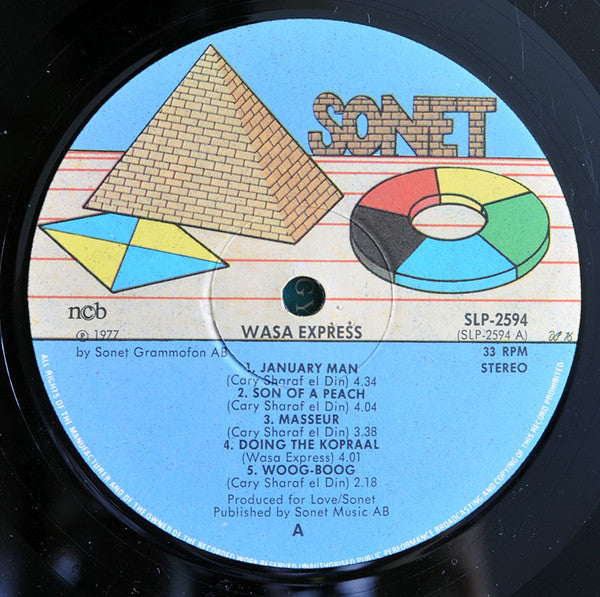 SONET
ncb
℗ 1977
by Sonet Grammofon AB
WASA EXPRESS
SLP-2594
(SLP-2594 A)
33 RPM
STEREO
1. JANUARY MAN
(Cary Sharaf el Din) 4.34
2. SON OF A PEACH
(Cary Sharaf el Din) 4.04
3. MASSEUR
(Cary Sharaf el Din) 3.38
4. DOING THE KOPRAAL
(Wasa Express) 4.01
5. WOOG-BOOG
(Cary Sharaf el Din) 2.18
Produced for Love/Sonet
Published by Sonet Music AB
A
ALL RIGHTS OF THE MANUFACTURER AND OF THE OWNER OF THE RECORDED WORK RESERVED UNAUTHORISED PUBLIC PERFORMANCE BROADCASTING AND COPYING OF THIS RECORD PROHIBITED